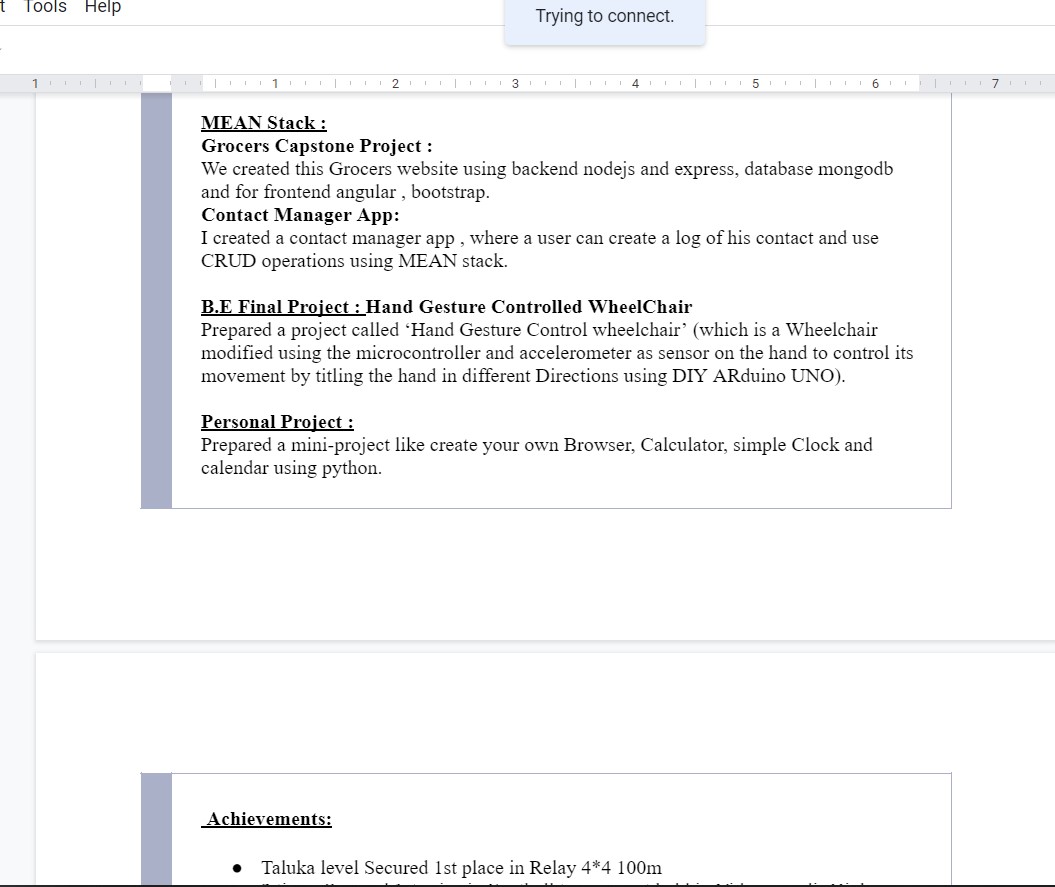 t Tools Help
Trying to connect.
1 1 2 3 4 5 6 7
MEAN Stack :
Grocers Capstone Project :
We created this Grocers website using backend nodejs and express, database mongodb
and for frontend angular , bootstrap.
Contact Manager App:
I created a contact manager app , where a user can create a log of his contact and use
CRUD operations using MEAN stack.
B.E Final Project : Hand Gesture Controlled WheelChair
Prepared a project called ‘Hand Gesture Control wheelchair’ (which is a Wheelchair
modified using the microcontroller and accelerometer as sensor on the hand to control its
movement by titling the hand in different Directions using DIY ARduino UNO).
Personal Project :
Prepared a mini-project like create your own Browser, Calculator, simple Clock and
calendar using python.
Achievements:
● Taluka level Secured 1st place in Relay 4*4 100m